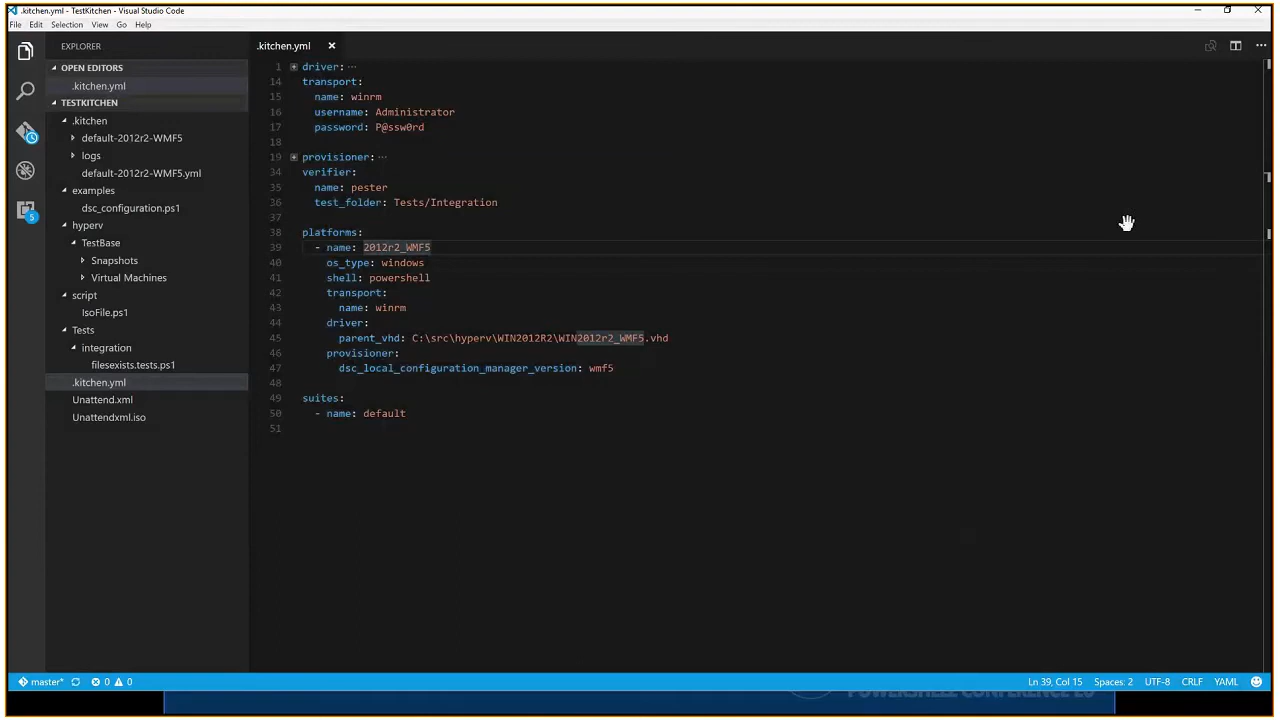 .kitchen.yml - TestKitchen - Visual Studio Code
File Edit Selection View Go Help
EXPLORER
OPEN EDITORS
.kitchen.yml
TESTKITCHEN
.kitchen
default-2012r2-WMF5
logs
default-2012r2-WMF5.yml
examples
dsc_configuration.ps1
hyperv
TestBase
Snapshots
Virtual Machines
script
IsoFile.ps1
Tests
integration
filesexists.tests.ps1
.kitchen.yml
Unattend.xml
Unattendxml.iso
5
.kitchen.yml
1 driver: ...
14 transport:
15 name: winrm
16 username: Administrator
17 password: P@ssw0rd
18
19 provisioner: ...
34 verifier:
35 name: pester
36 test_folder: Tests/Integration
37
38 platforms:
39 - name: 2012r2_WMF5
40 os_type: windows
41 shell: powershell
42 transport:
43 name: winrm
44 driver:
45 parent_vhd: C:\src\hyperv\WIN2012R2\WIN2012r2_WMF5.vhd
46 provisioner:
47 dsc_local_configuration_manager_version: wmf5
48
49 suites:
50 - name: default
51
master* 0 0 Ln 39, Col 15 Spaces: 2 UTF-8 CRLF YAML
POWERSHELL CONFERENCE EU